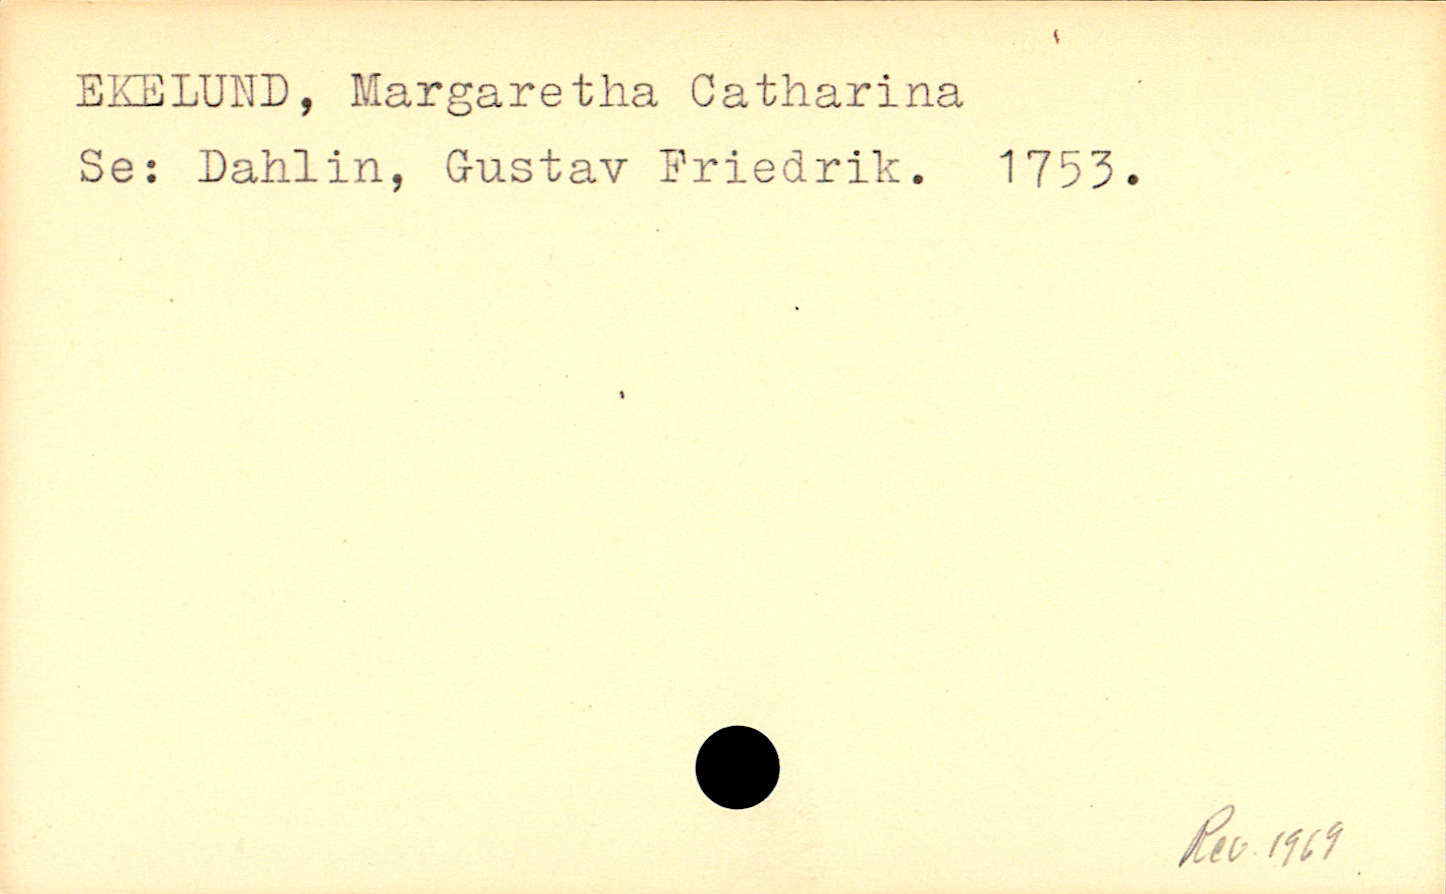 EKELUND, Margaretha Catharina
Se: Dahlin, Gustav Friedrik. 1753.
Rev. 1969